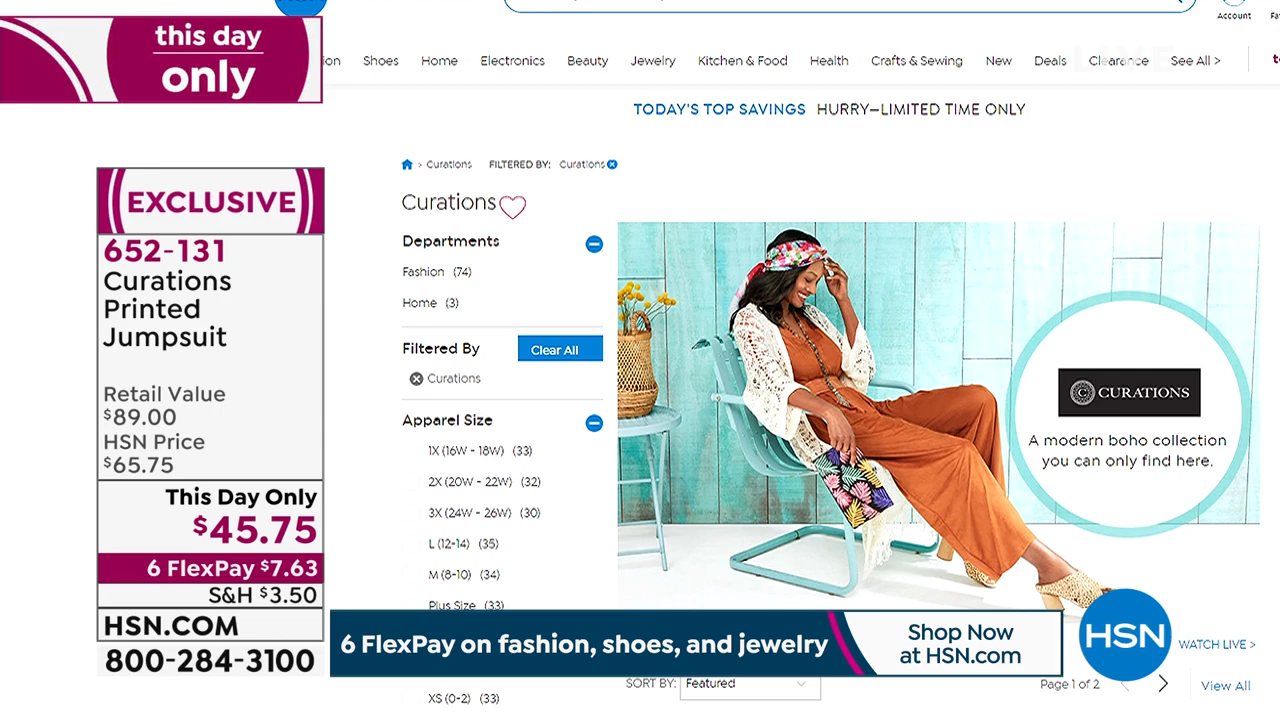 this day
only
Account
Shoes
Home
Electronics
Beauty
Jewelry
Kitchen & Food
Health
Crafts & Sewing
New
Deals
Clearance
See All >
TODAY'S TOP SAVINGS HURRY—LIMITED TIME ONLY
> Curations FILTERED BY: Curations
Curations
Departments
Fashion (74)
Home (3)
Filtered By
Clear All
Curations
Apparel Size
1X (16W - 18W) (33)
2X (20W - 22W) (32)
3X (24W - 26W) (30)
L (12-14) (35)
M (8-10) (34)
Plus Size (33)
XS (0-2) (33)
EXCLUSIVE
652-131
Curations
Printed
Jumpsuit
Retail Value
$89.00
HSN Price
$65.75
This Day Only
$45.75
6 FlexPay $7.63
S&H $3.50
HSN.COM
800-284-3100
C CURATIONS
A modern boho collection
you can only find here.
6 FlexPay on fashion, shoes, and jewelry
Shop Now
at HSN.com
HSN
WATCH LIVE >
SORT BY: Featured
Page 1 of 2
View All